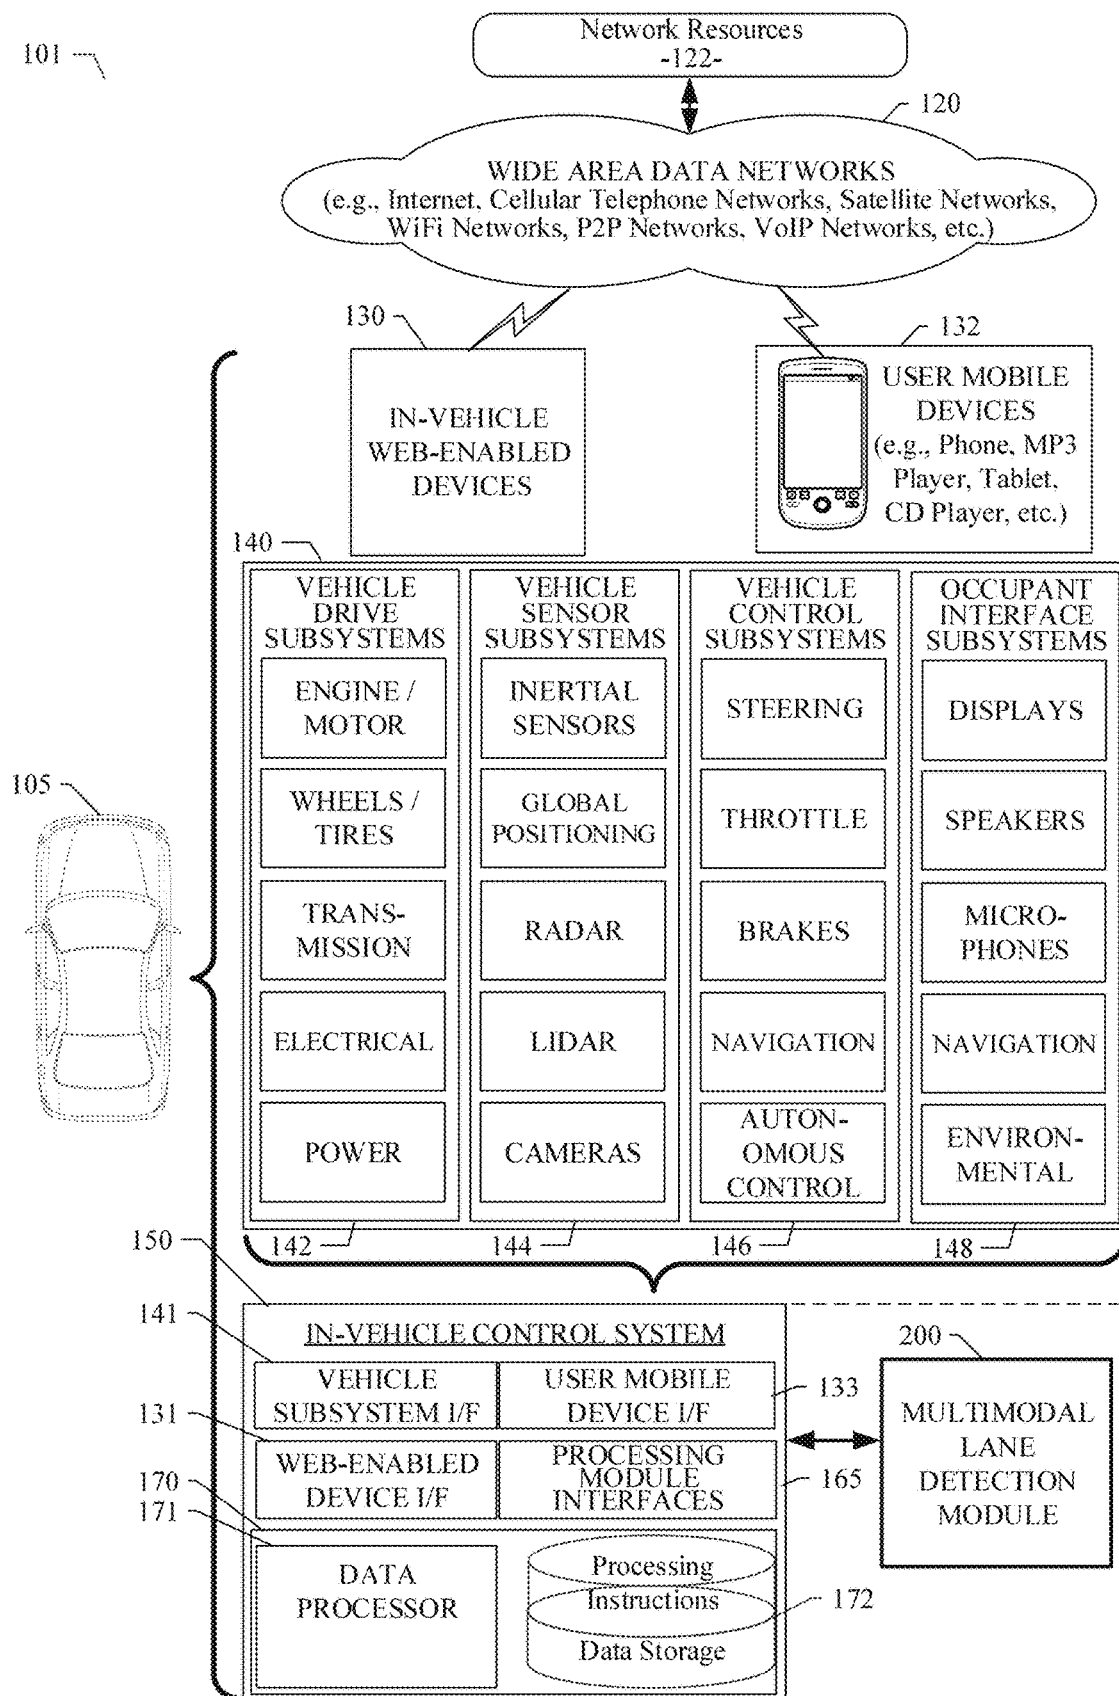 101
Network Resources
-122-
120
WIDE AREA DATA NETWORKS
(e.g., Internet, Cellular Telephone Networks, Satellite Networks,
WiFi Networks, P2P Networks, VoIP Networks, etc.)
130
IN-VEHICLE
WEB-ENABLED
DEVICES
132
USER MOBILE
DEVICES
(e.g., Phone, MP3
Player, Tablet,
CD Player, etc.)
140
VEHICLE
DRIVE
SUBSYSTEMS
ENGINE /
MOTOR
WHEELS /
TIRES
TRANS-
MISSION
ELECTRICAL
POWER
142
VEHICLE
SENSOR
SUBSYSTEMS
INERTIAL
SENSORS
GLOBAL
POSITIONING
RADAR
LIDAR
CAMERAS
144
VEHICLE
CONTROL
SUBSYSTEMS
STEERING
THROTTLE
BRAKES
NAVIGATION
AUTON-
OMOUS
CONTROL
146
OCCUPANT
INTERFACE
SUBSYSTEMS
DISPLAYS
SPEAKERS
MICRO-
PHONES
NAVIGATION
ENVIRON-
MENTAL
148
105
150
IN-VEHICLE CONTROL SYSTEM
141
VEHICLE
SUBSYSTEM I/F
USER MOBILE
DEVICE I/F
133
131
WEB-ENABLED
DEVICE I/F
PROCESSING
MODULE
INTERFACES
165
170
171
DATA
PROCESSOR
Processing
Instructions
Data Storage
172
200
MULTIMODAL
LANE
DETECTION
MODULE